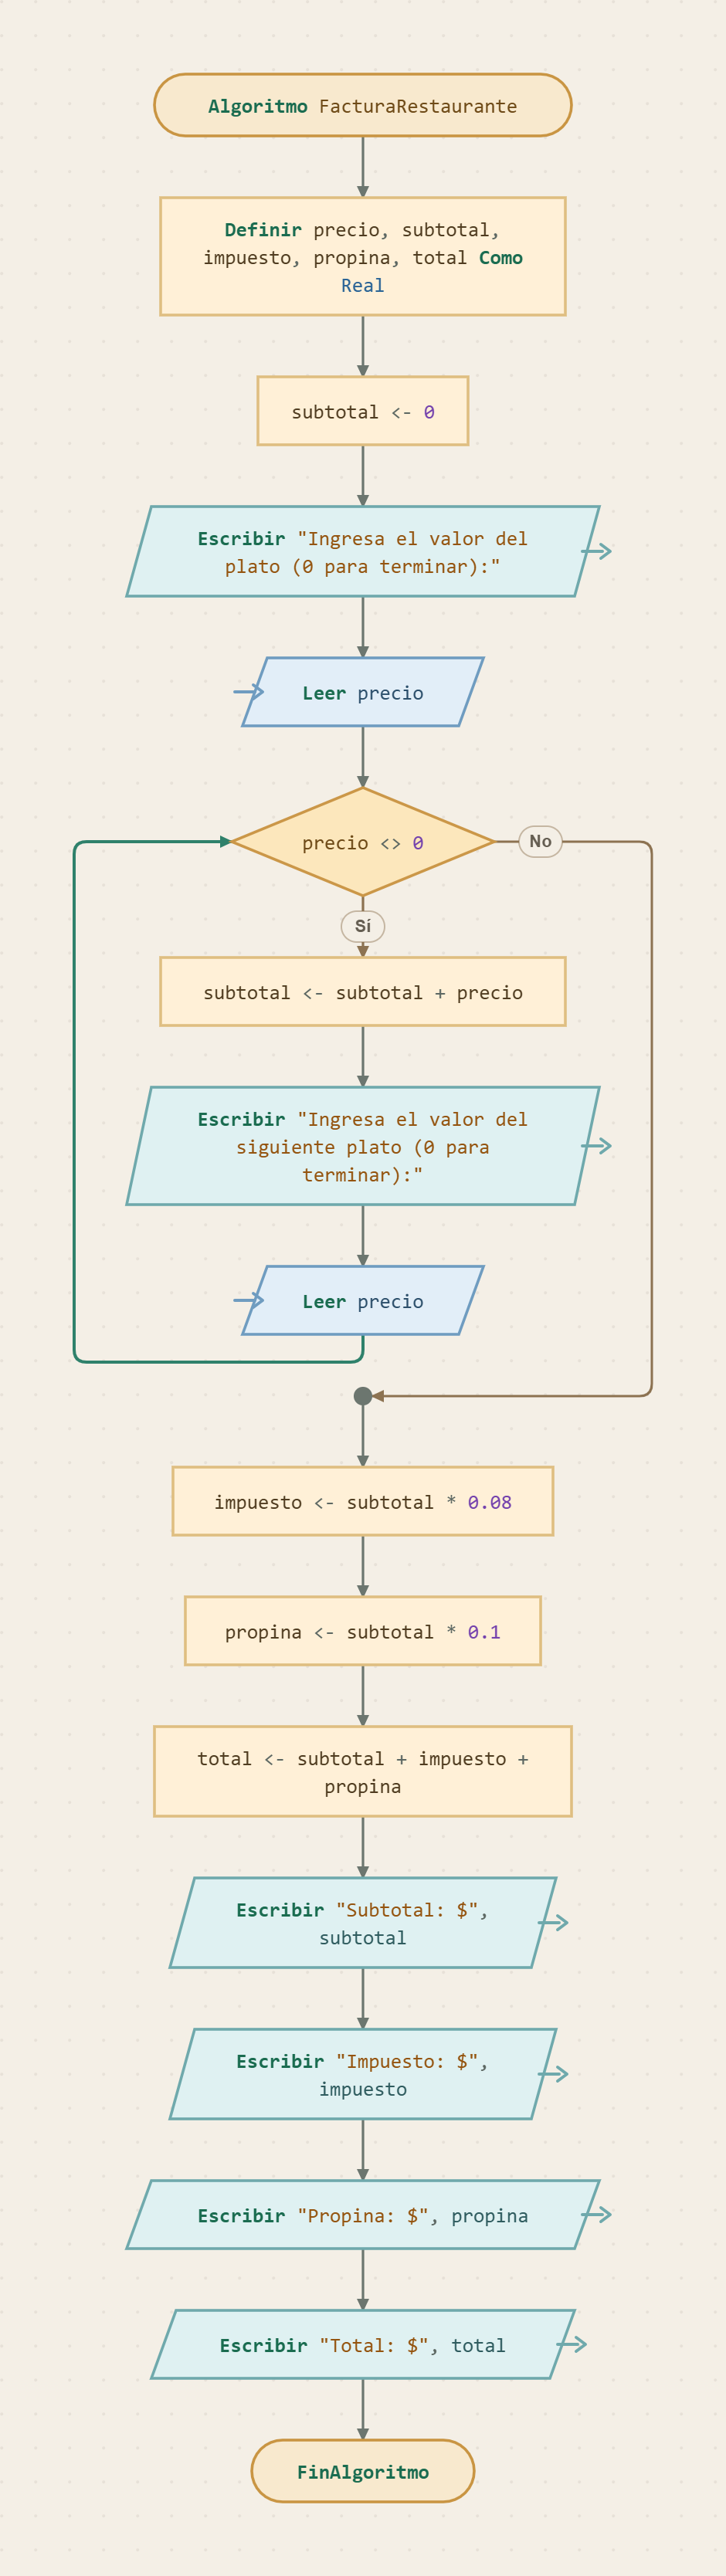 Algoritmo FacturaRestaurante
Definir precio, subtotal,
impuesto, propina, total Como
Real
subtotal <- 0
Escribir "Ingresa el valor del
plato (0 para terminar):"
Leer precio
precio <> 0
No
Sí
subtotal <- subtotal + precio
Escribir "Ingresa el valor del
siguiente plato (0 para
terminar):"
Leer precio
impuesto <- subtotal * 0.08
propina <- subtotal * 0.1
total <- subtotal + impuesto +
propina
Escribir "Subtotal: $",
subtotal
Escribir "Impuesto: $",
impuesto
Escribir "Propina: $", propina
Escribir "Total: $", total
FinAlgoritmo